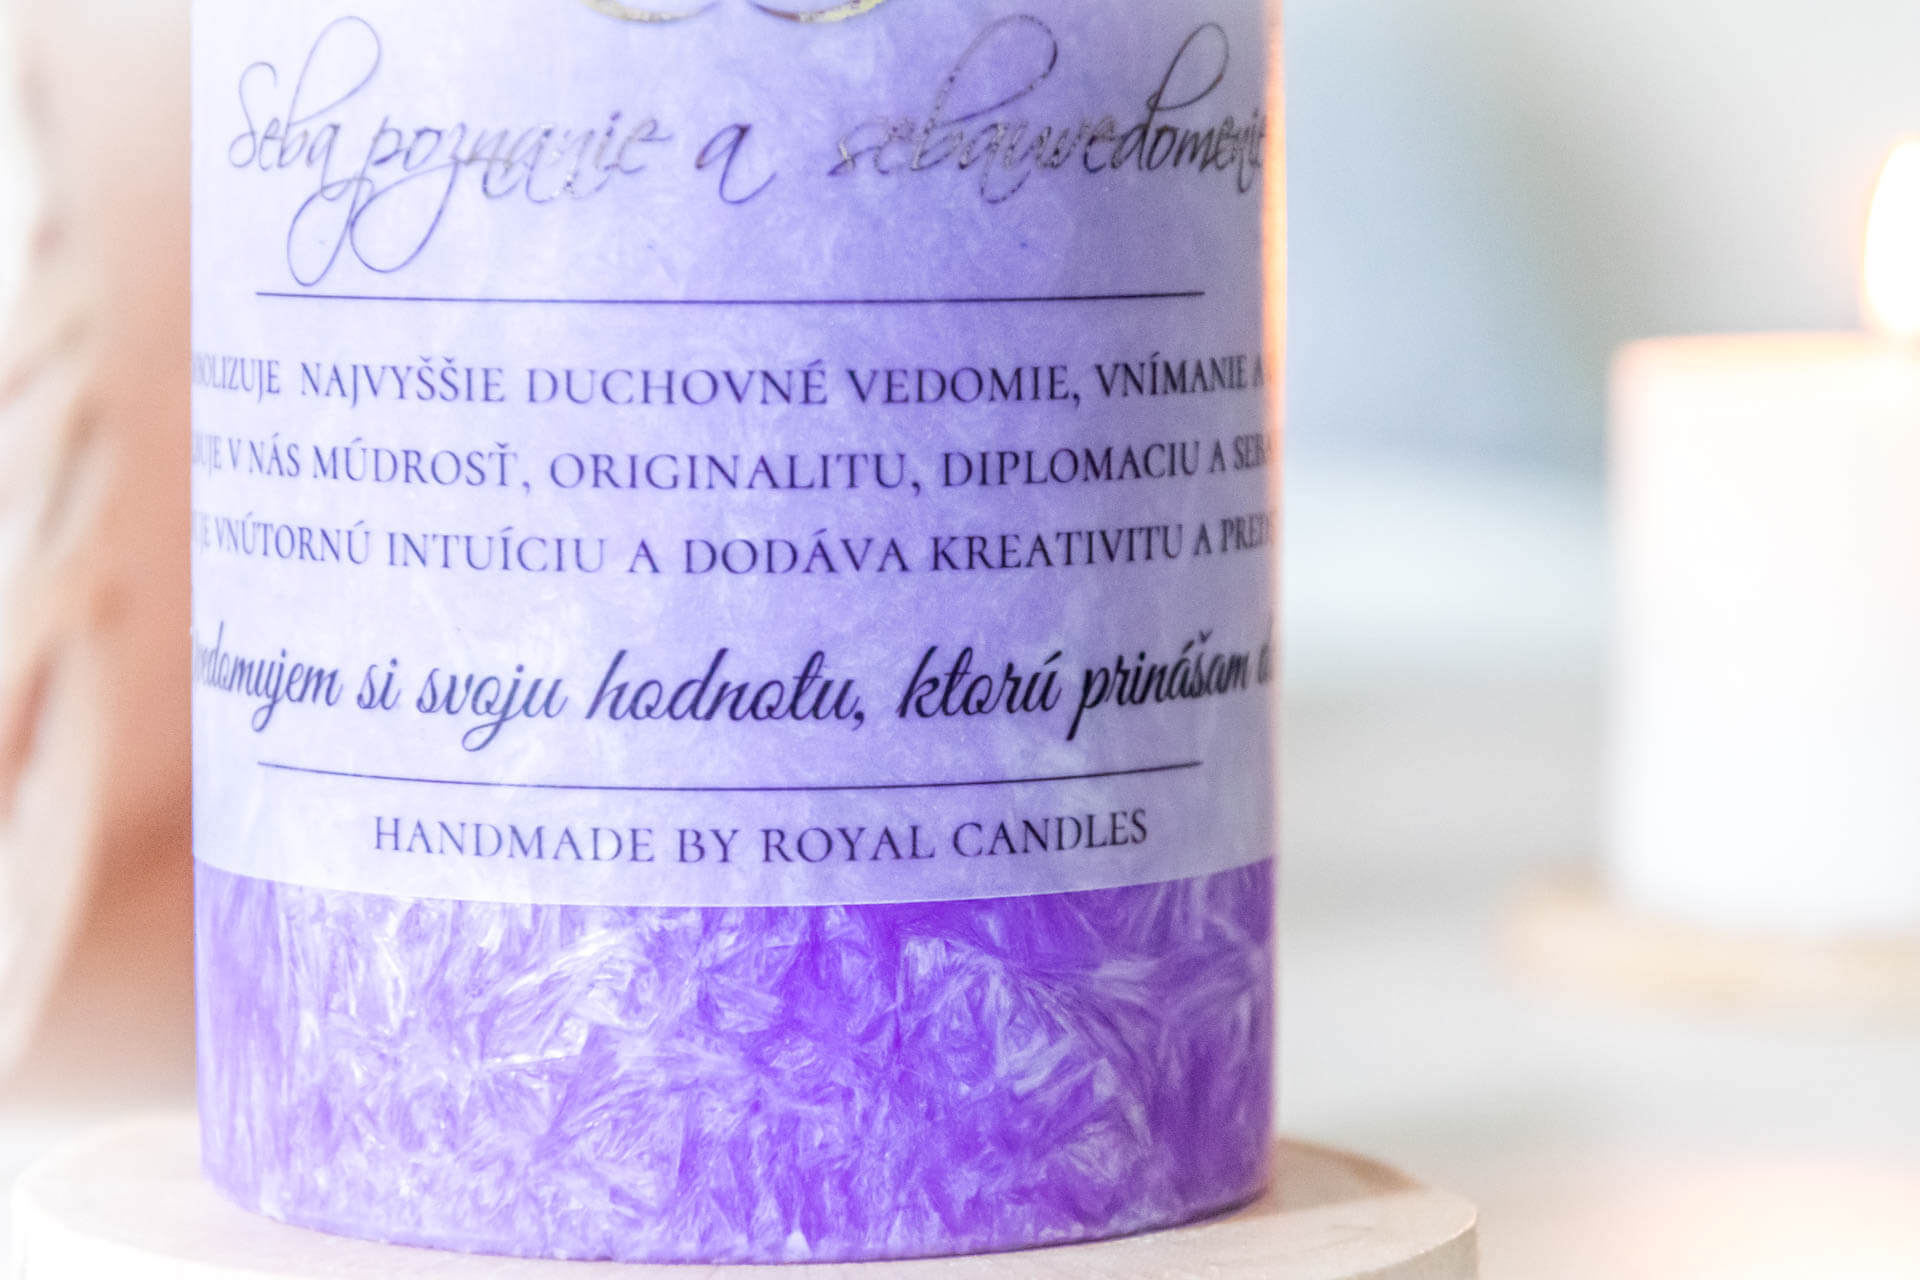 Seba poznanie a sebauvedomenie
NAJVYŠŠIE DUCHOVNÉ VEDOMIE, VNÍMANIE A
V NÁS MÚDROSŤ, ORIGINALITU, DIPLOMACIU A
VNÚTORNÚ INTUÍCIU A DODÁVA KREATIVITU A
si svoju hodnotu, ktorú prinášam
HANDMADE BY ROYAL CANDLES